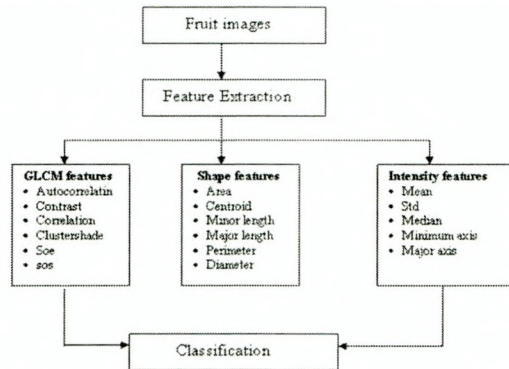 Fruit images
Feature Extraction
GLCM features
• Autocorrelatin
• Contrast
• Correlation
• Clustershade
• Soe
• sos
Shape features
• Area
• Centroid
• Minor length
• Major length
• Perimeter
• Diameter
Intensity features
• Mean
• Std
• Median
• Minimum axis
• Major axis
Classification